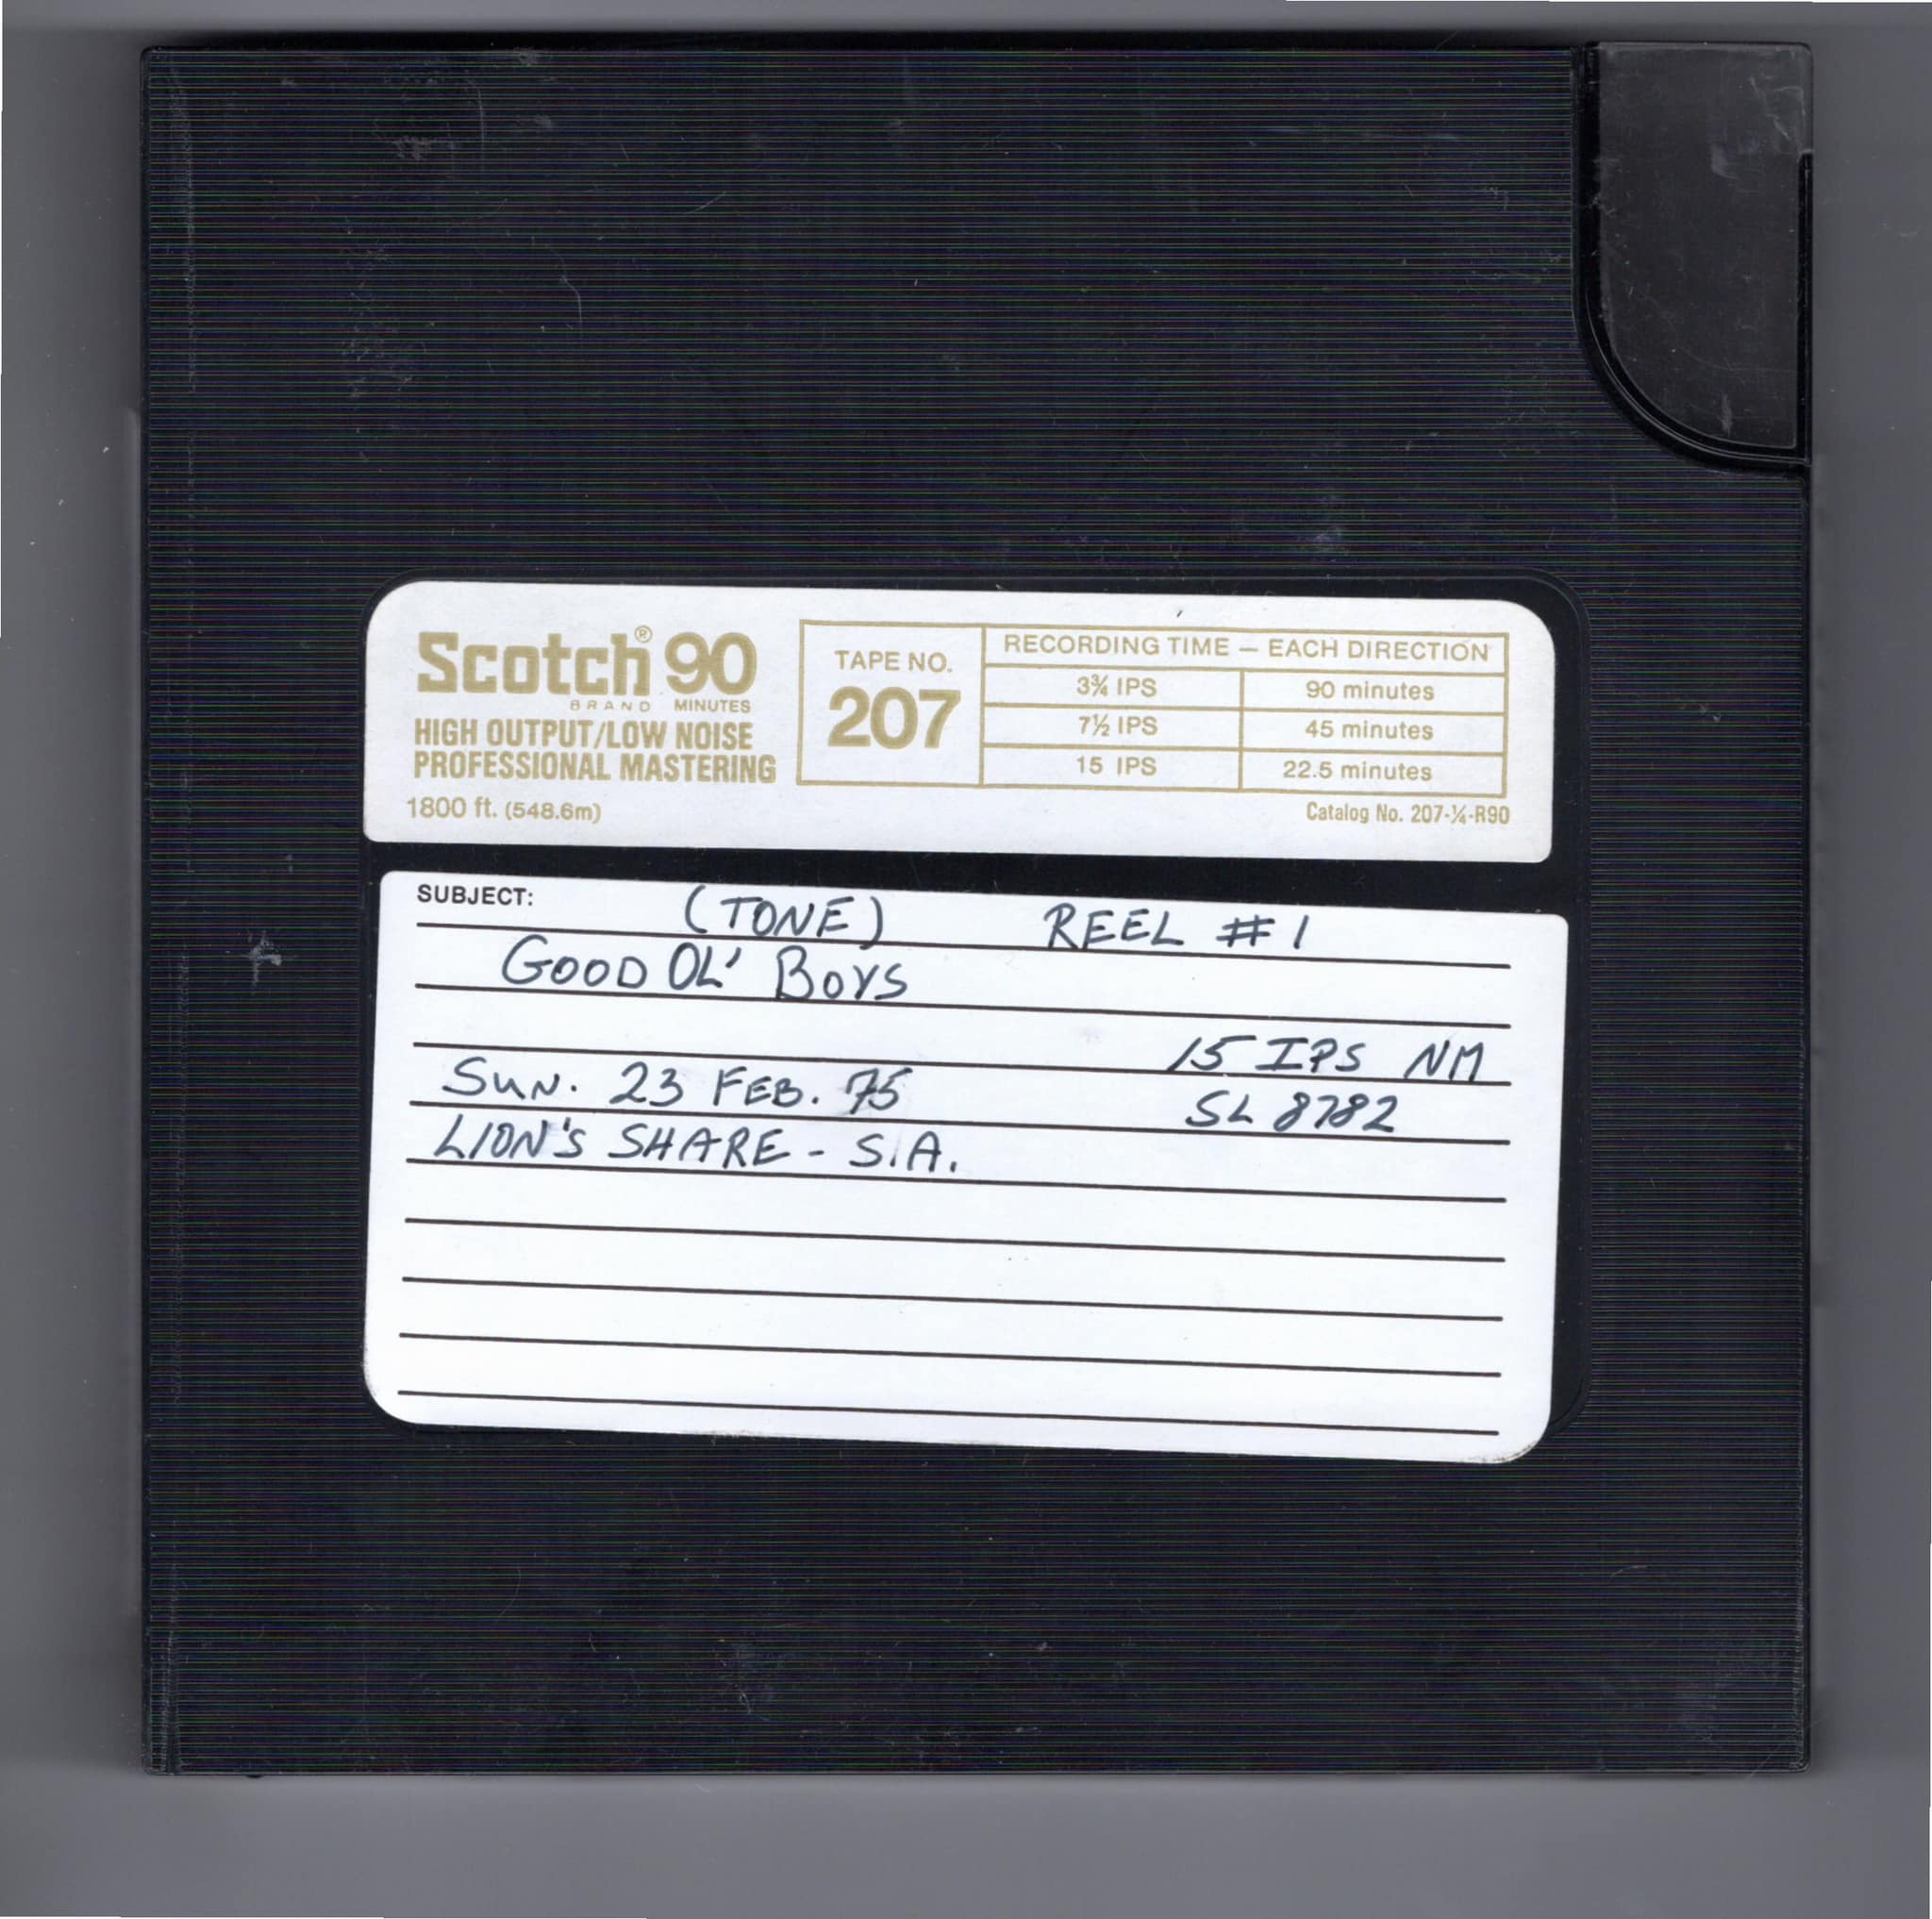 Scotch® 90
BRAND MINUTES
HIGH OUTPUT/LOW NOISE
PROFESSIONAL MASTERING
1800 ft. (548.6m)
TAPE NO.
207
RECORDING TIME — EACH DIRECTION
3¾ IPS 90 minutes
7½ IPS 45 minutes
15 IPS 22.5 minutes
Catalog No. 207-¼-R90
SUBJECT: (TONE) REEL #1
GOOD OL' BOYS
15 IPS NM
SUN. 23 FEB. 75 SL 8782
LION'S SHARE - S.A.